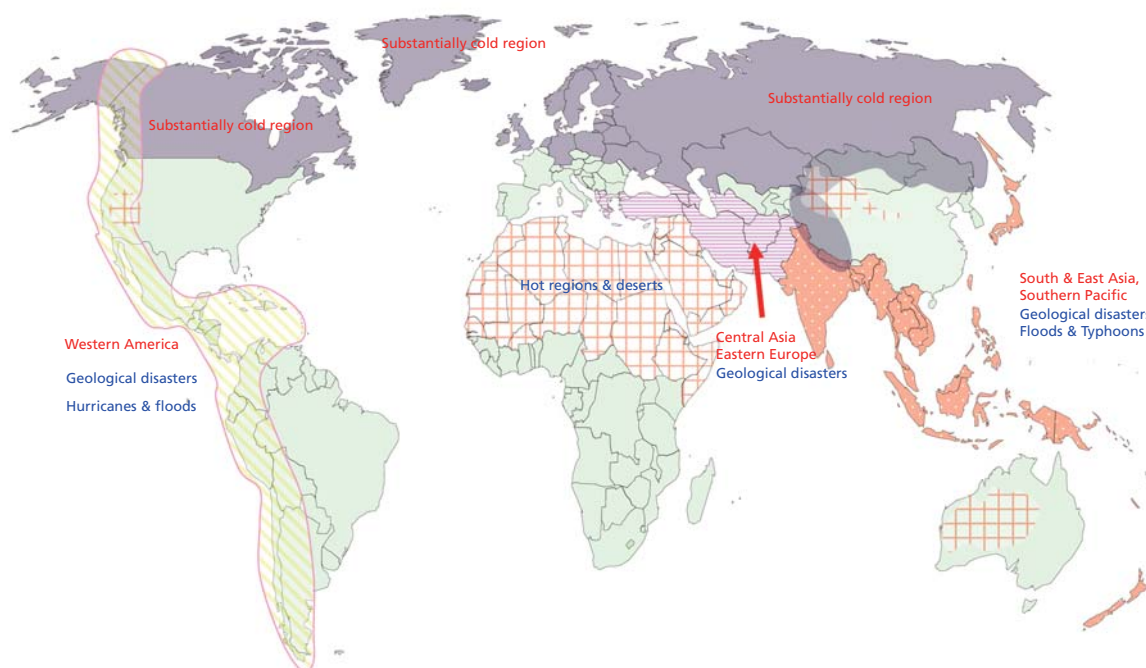 Substantially cold region
Substantially cold region
Substantially cold region
Hot regions & deserts
South & East Asia,
Southern Pacific
Geological disasters
Floods & Typhoons
Central Asia
Eastern Europe
Geological disasters
Western America
Geological disasters
Hurricanes & floods